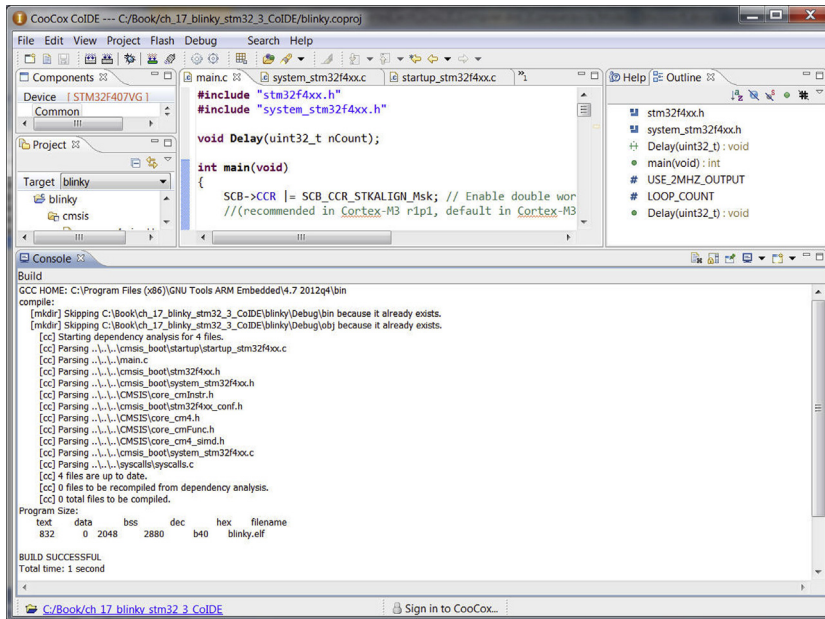 CooCox CoIDE --- C:/Book/ch_17_blinky_stm32_3_CoIDE/blinky.coproj
File Edit View Project Flash Debug Search Help
Components
Device [ STM32F407VG ]
Common
Project
Target blinky
blinky
cmsis
main.c system_stm32f4xx.c startup_stm32f4xx.c »1
#include "stm32f4xx.h"
#include "system_stm32f4xx.h"
void Delay(uint32_t nCount);
int main(void)
{
SCB->CCR |= SCB_CCR_STKALIGN_Msk; // Enable double wor
//(recommended in Cortex-M3 r1p1, default in Cortex-M3
Help Outline
stm32f4xx.h
system_stm32f4xx.h
Delay(uint32_t) : void
main(void) : int
# USE_2MHZ_OUTPUT
# LOOP_COUNT
Delay(uint32_t) : void
Console
Build
GCC HOME: C:\Program Files (x86)\GNU Tools ARM Embedded\4.7 2012q4\bin
compile:
[mkdir] Skipping C:\Book\ch_17_blinky_stm32_3_CoIDE\blinky\Debug\bin because it already exists.
[mkdir] Skipping C:\Book\ch_17_blinky_stm32_3_CoIDE\blinky\Debug\obj because it already exists.
[cc] Starting dependency analysis for 4 files.
[cc] Parsing ..\..\..\cmsis_boot\startup\startup_stm32f4xx.c
[cc] Parsing ..\..\..\main.c
[cc] Parsing ..\..\..\cmsis_boot\stm32f4xx.h
[cc] Parsing ..\..\..\cmsis_boot\system_stm32f4xx.h
[cc] Parsing ..\..\..\CMSIS\core_cmInstr.h
[cc] Parsing ..\..\..\cmsis_boot\stm32f4xx_conf.h
[cc] Parsing ..\..\..\CMSIS\core_cm4.h
[cc] Parsing ..\..\..\CMSIS\core_cmFunc.h
[cc] Parsing ..\..\..\CMSIS\core_cm4_simd.h
[cc] Parsing ..\..\..\cmsis_boot\system_stm32f4xx.c
[cc] Parsing ..\..\..\syscalls\syscalls.c
[cc] 4 files are up to date.
[cc] 0 files to be recompiled from dependency analysis.
[cc] 0 total files to be compiled.
Program Size:
text data bss dec hex filename
832 0 2048 2880 b40 blinky.elf
BUILD SUCCESSFUL
Total time: 1 second
C:/Book/ch_17_blinky_stm32_3_CoIDE Sign in to CooCox...